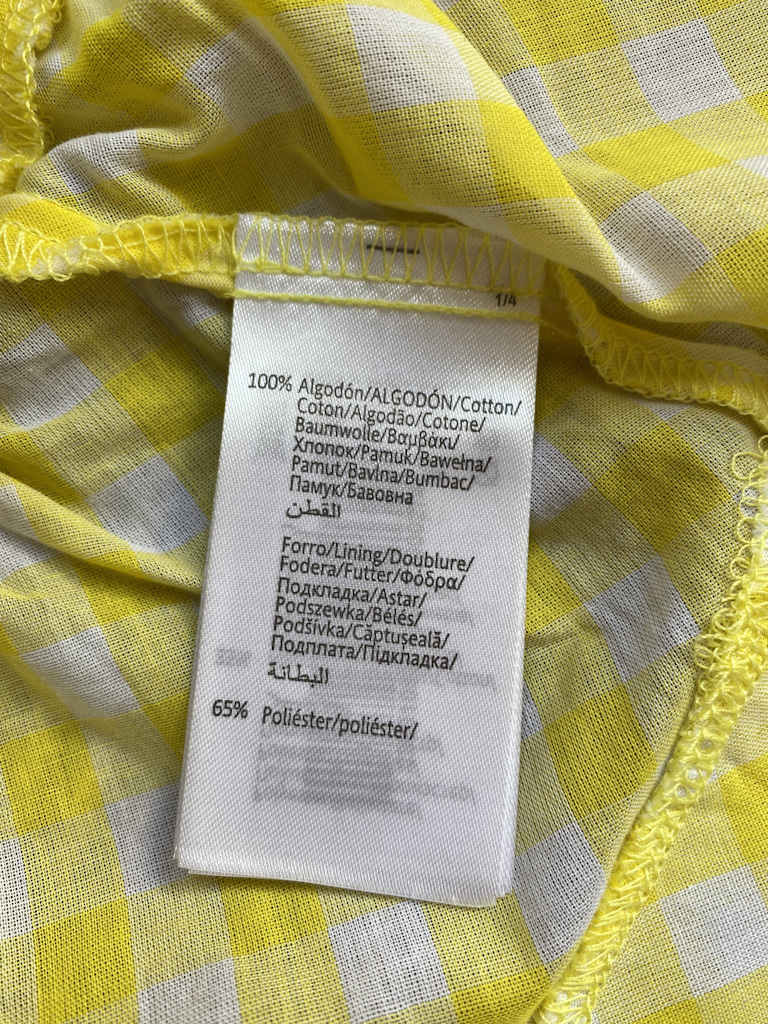 1/4
100% Algodón/ALGODÓN/Cotton/
Coton/Algodão/Cotone/
Baumwolle/Βαμβάκι/
Хлопок/Pamuk/Bawełna/
Pamut/Bavlna/Bumbac/
Памук/Бавовна
القطن
Forro/Lining/Doublure/
Fodera/Futter/Φόδρα/
Подкладка/Astar/
Podszewka/Bélés/
Podšívka/Căptuseală/
Подплата/Підкладка/
البطانة
65% Poliéster/poliéster/